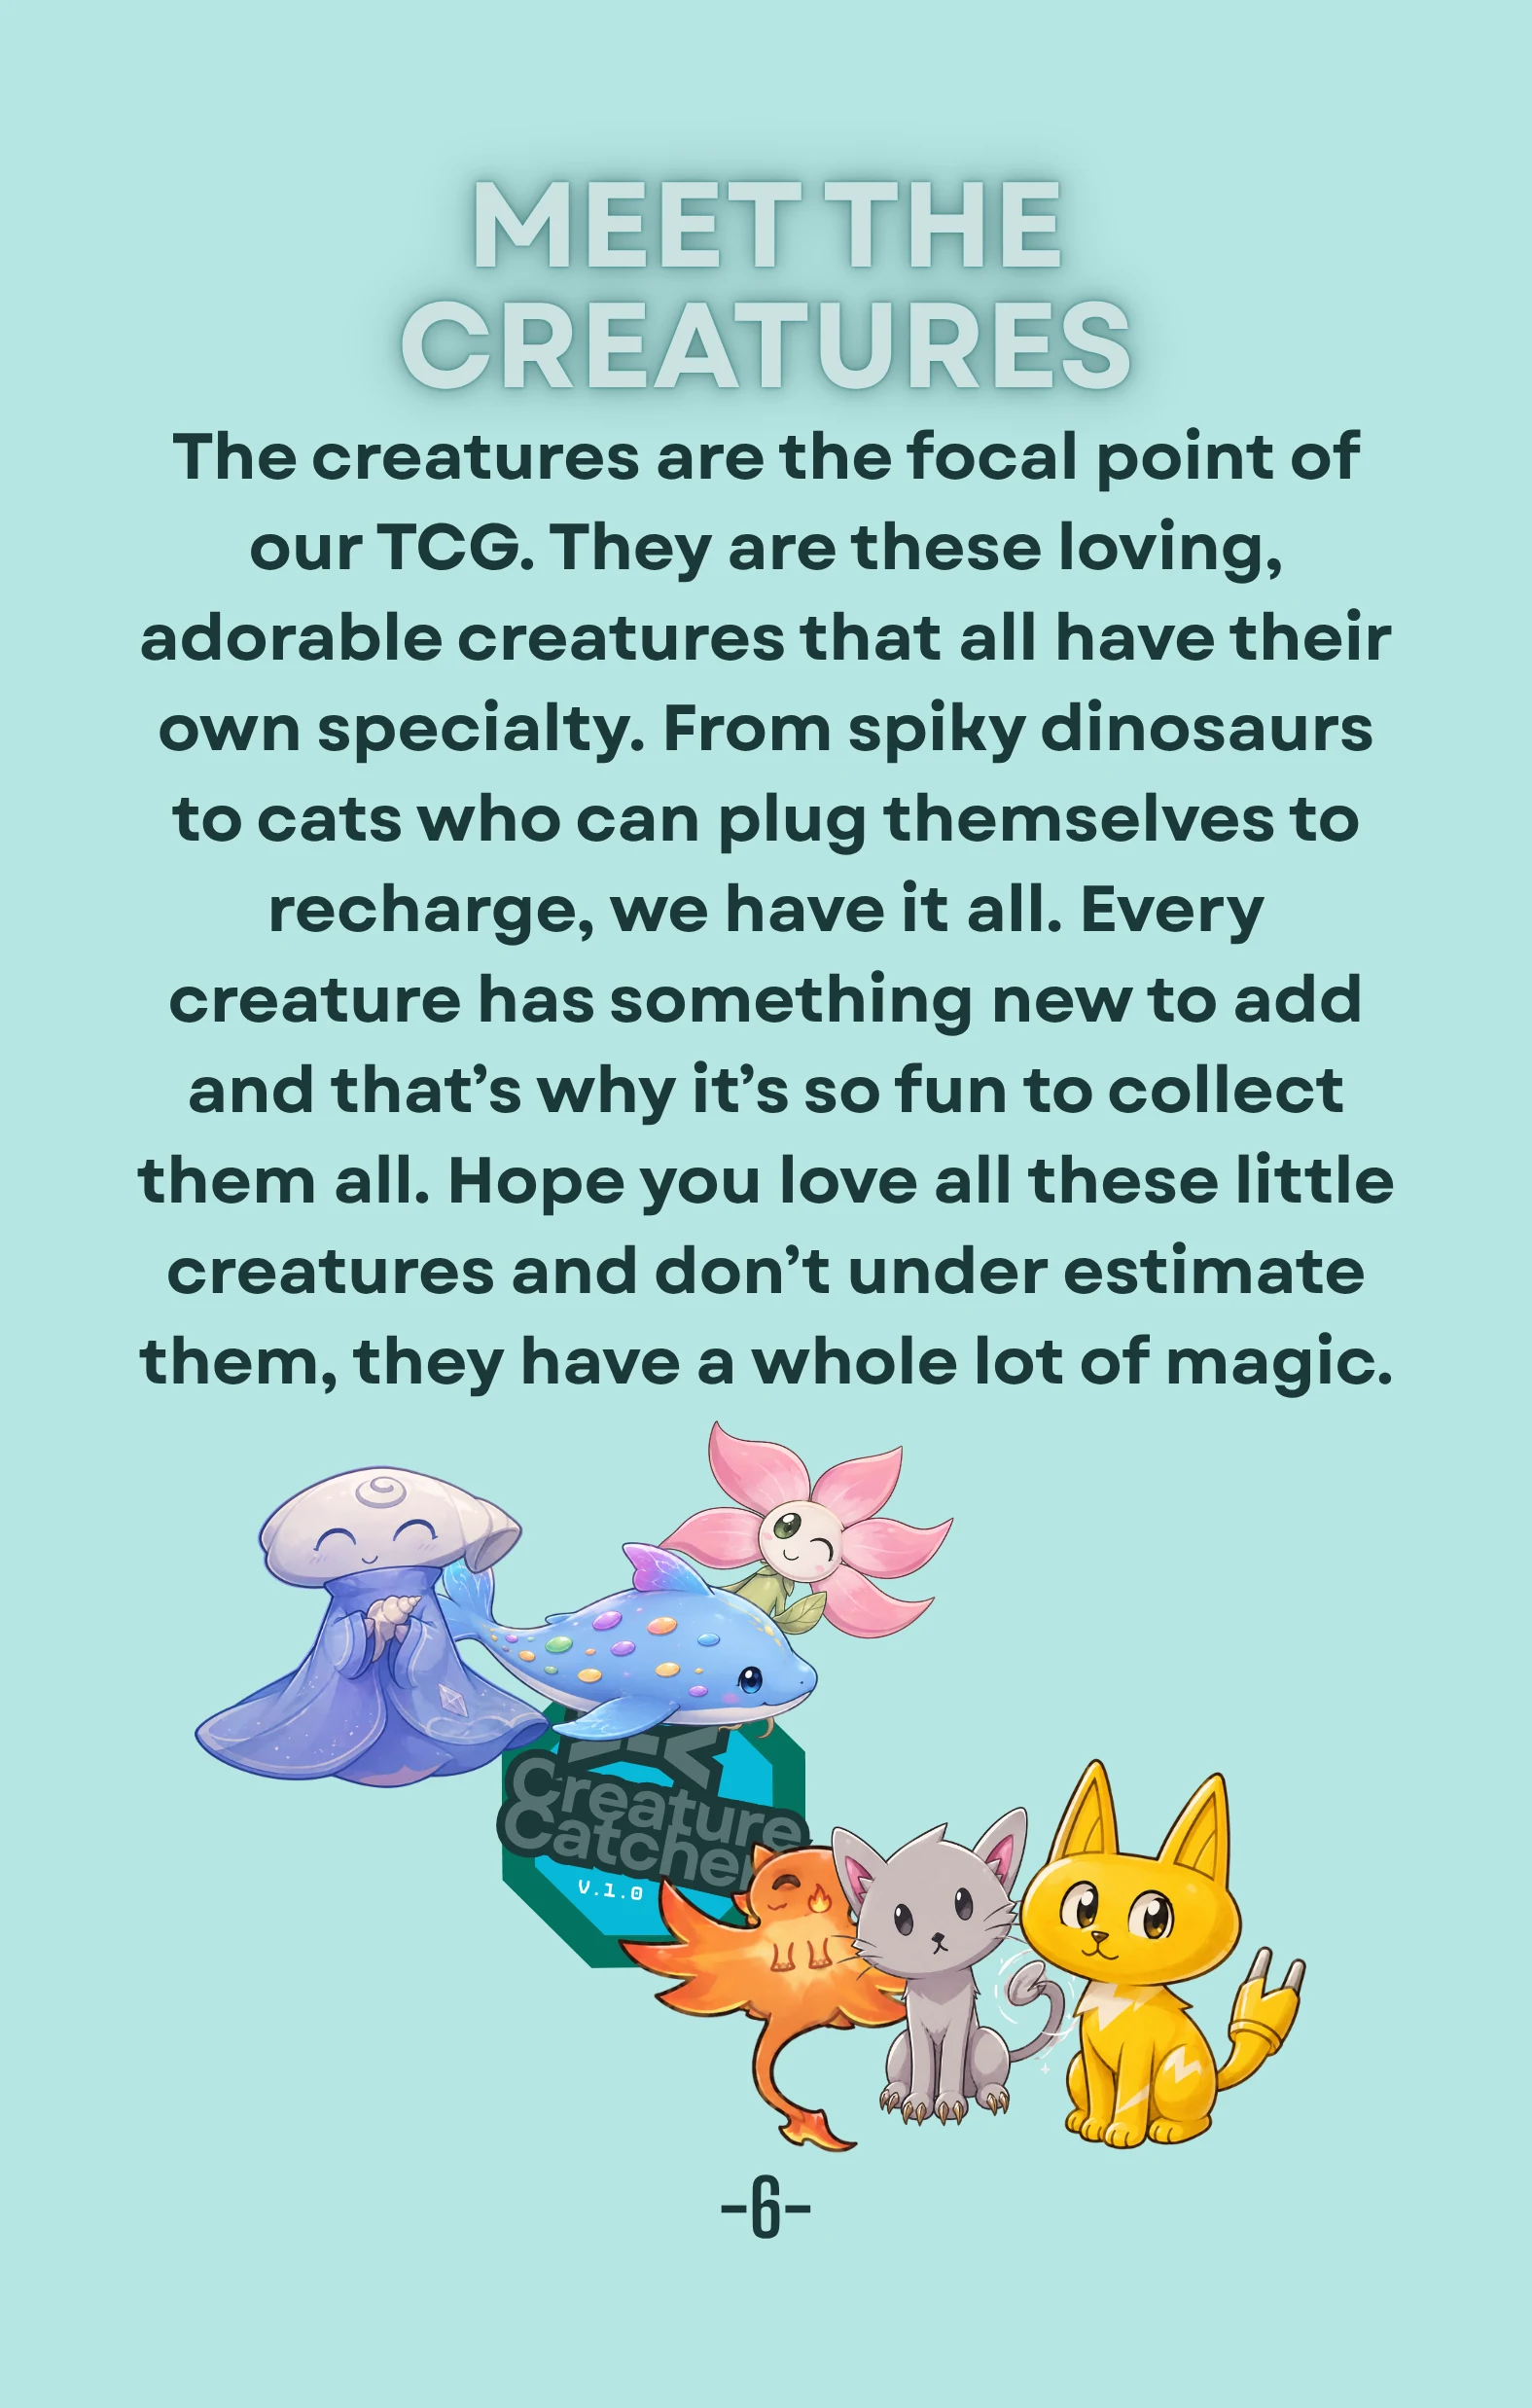 MEET THE
CREATURES
The creatures are the focal point of
our TCG. They are these loving,
adorable creatures that all have their
own specialty. From spiky dinosaurs
to cats who can plug themselves to
recharge, we have it all. Every
creature has something new to add
and that’s why it’s so fun to collect
them all. Hope you love all these little
creatures and don’t under estimate
them, they have a whole lot of magic.
Creature
Catche
V.1.0
-6-